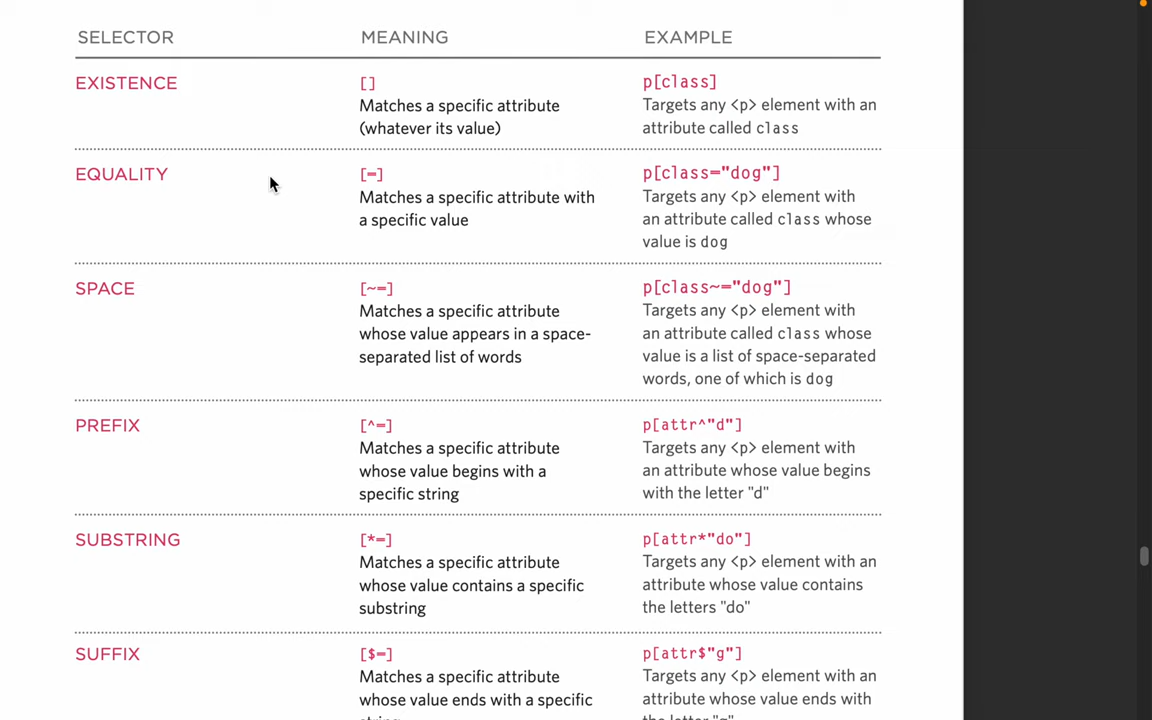 SELECTOR MEANING EXAMPLE
EXISTENCE [] p[class]
Matches a specific attribute Targets any <p> element with an
(whatever its value) attribute called class
EQUALITY [=] p[class="dog"]
Matches a specific attribute with Targets any <p> element with
a specific value an attribute called class whose
value is dog
SPACE [~=] p[class~="dog"]
Matches a specific attribute Targets any <p> element with
whose value appears in a space- an attribute called class whose
separated list of words value is a list of space-separated
words, one of which is dog
PREFIX [^=] p[attr^"d"]
Matches a specific attribute Targets any <p> element with
whose value begins with a an attribute whose value begins
specific string with the letter "d"
SUBSTRING [*=] p[attr*"do"]
Matches a specific attribute Targets any <p> element with an
whose value contains a specific attribute whose value contains
substring the letters "do"
SUFFIX [$=] p[attr$"g"]
Matches a specific attribute Targets any <p> element with an
whose value ends with a specific attribute whose value ends with